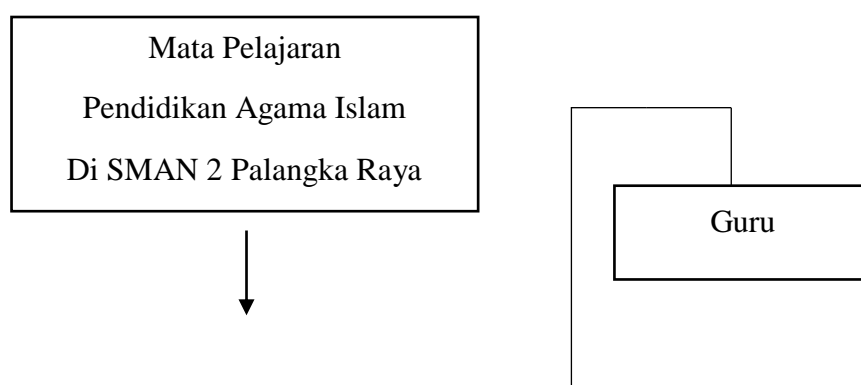 Mata Pelajaran
Pendidikan Agama Islam
Di SMAN 2 Palangka Raya
Guru